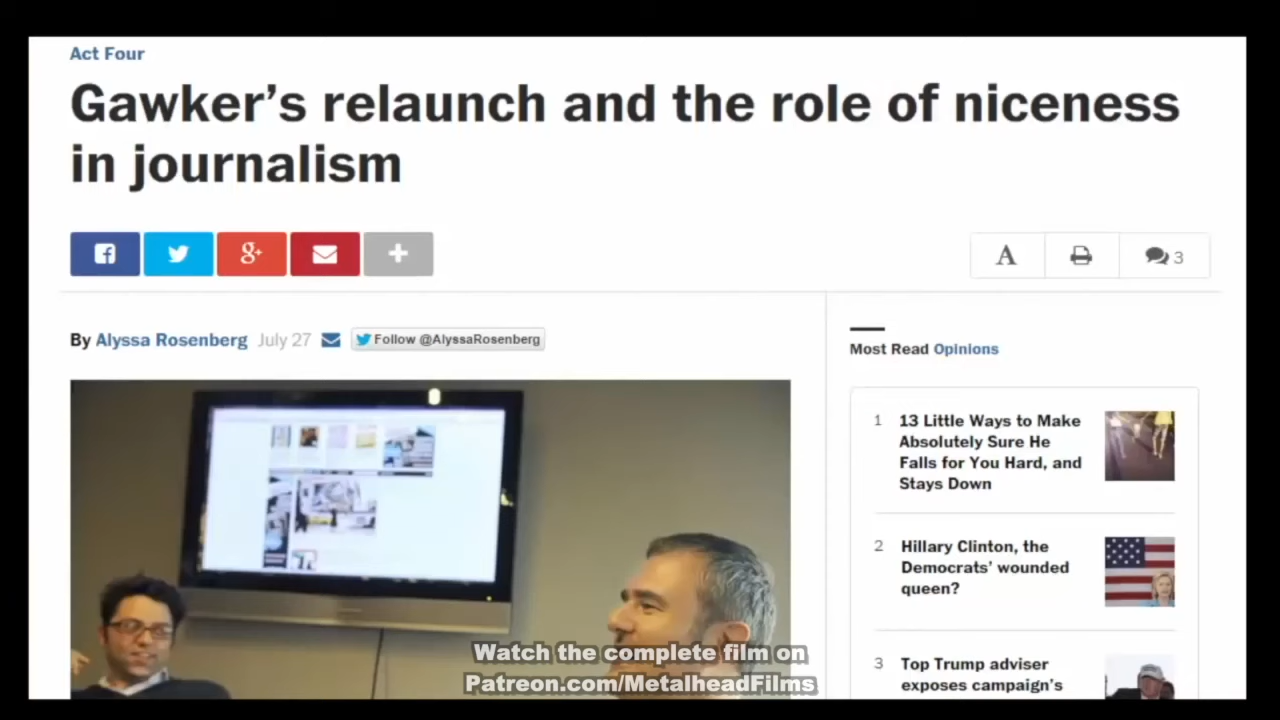 Act Four
Gawker's relaunch and the role of niceness
in journalism
A
3
By Alyssa Rosenberg July 27 Follow @AlyssaRosenberg
Most Read Opinions
1 13 Little Ways to Make
Absolutely Sure He
Falls for You Hard, and
Stays Down
2 Hillary Clinton, the
Democrats' wounded
queen?
3 Top Trump adviser
exposes campaign's
Watch the complete film on
Patreon.com/MetalheadFilms